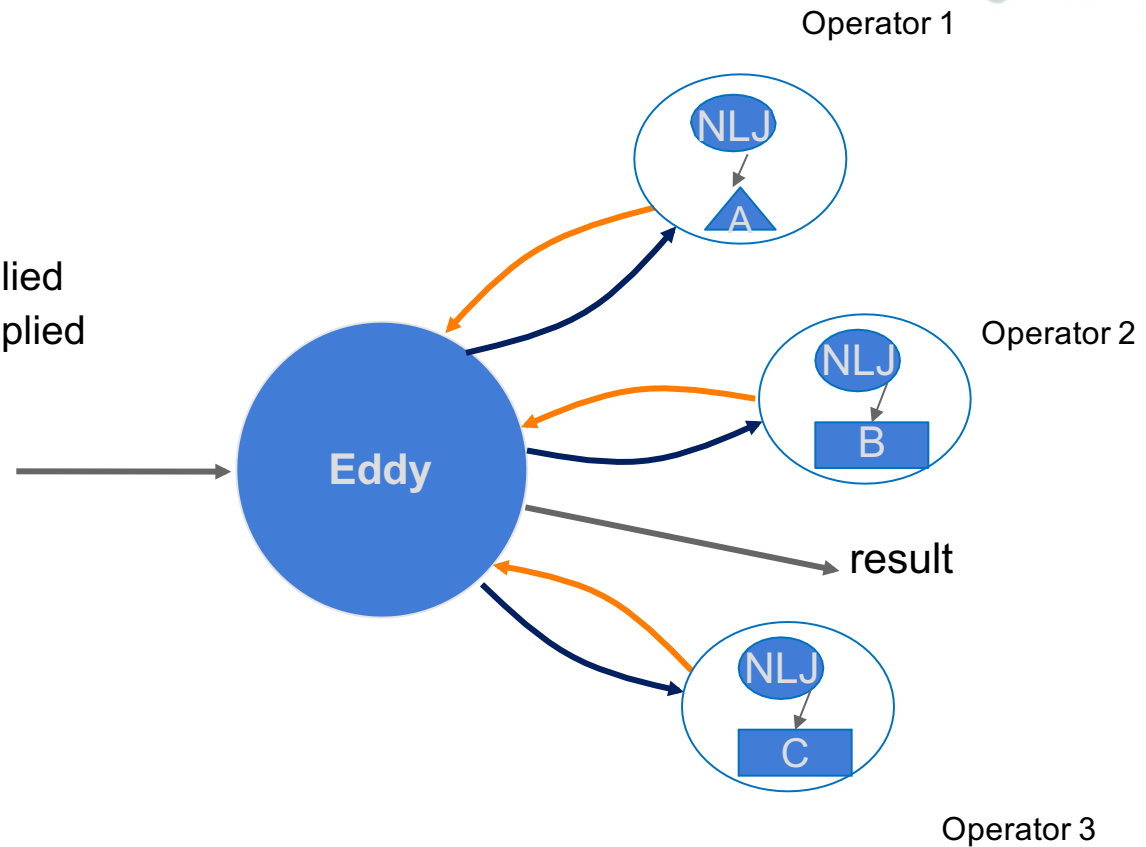 Operator 1
NLJ
A
lied
plied
Operator 2
NLJ
B
Eddy
result
NLJ
C
Operator 3